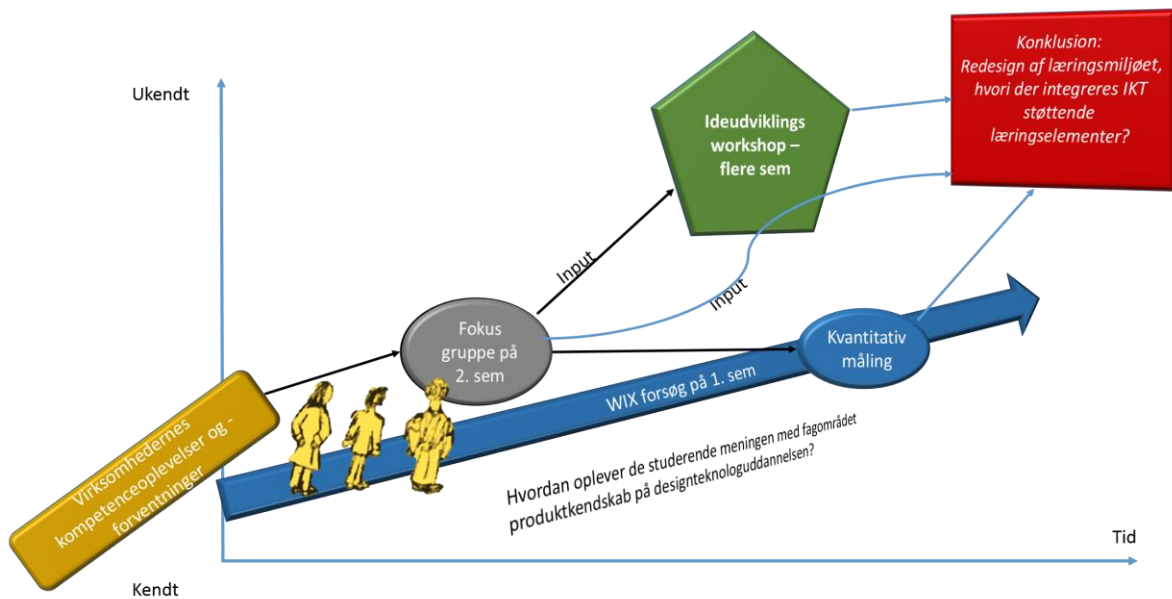 Ukendt
Virksomhedernes
kompetenceoplevelser og -
forventninger
Fokus
gruppe på
2. sem
Input
Ideudviklings
workshop –
flere sem
Input
Konklusion:
Redesign af læringsmiljøet,
hvori der integreres IKT
støttende
læringselementer?
Kvantitativ
måling
WIX forsøg på 1. sem
Hvordan oplever de studerende meningen med fagområdet
produktkendskab på designteknologuddannelsen?
Tid
Kendt